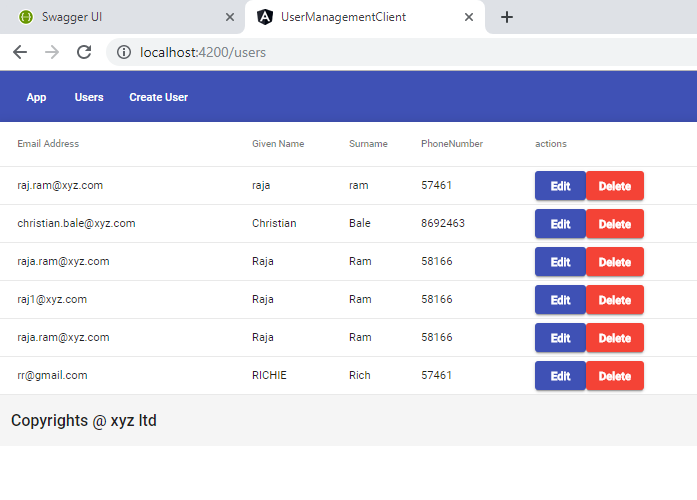 Swagger UI UserManagementClient
localhost:4200/users
App Users Create User
Email Address Given Name Surname PhoneNumber actions
raj.ram@xyz.com raja ram 57461 Edit Delete
christian.bale@xyz.com Christian Bale 8692463 Edit Delete
raja.ram@xyz.com Raja Ram 58166 Edit Delete
raj1@xyz.com Raja Ram 58166 Edit Delete
raja.ram@xyz.com Raja Ram 58166 Edit Delete
rr@gmail.com RICHIE Rich 57461 Edit Delete
Copyrights @ xyz ltd